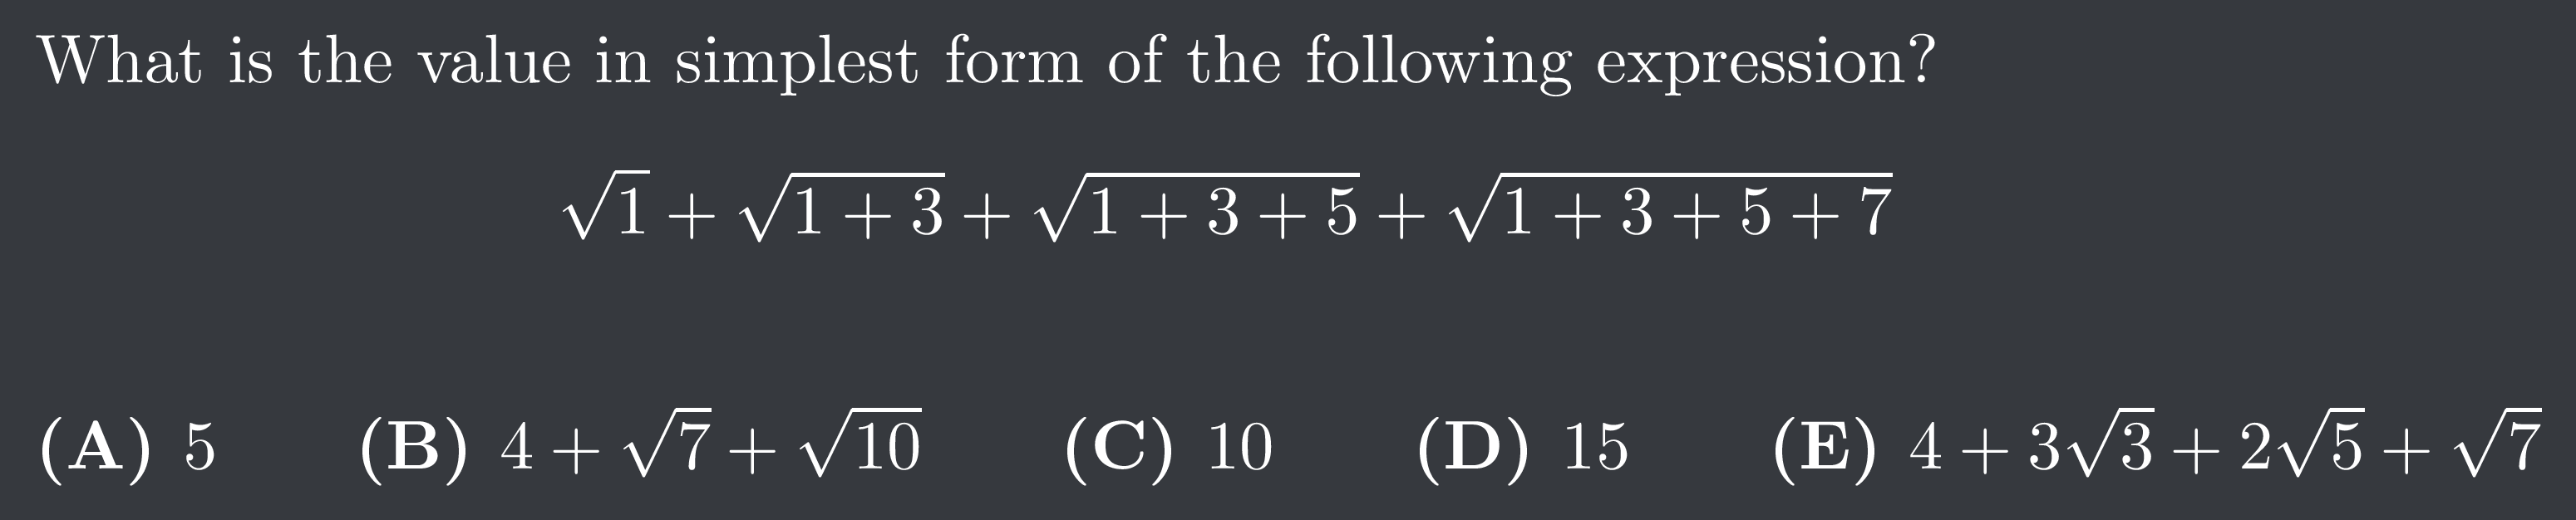 What is the value in simplest form of the following expression?
√1 + √(1 + 3) + √(1 + 3 + 5) + √(1 + 3 + 5 + 7)
(A) 5 (B) 4 + √7 + √10 (C) 10 (D) 15 (E) 4 + 3√3 + 2√5 + √7